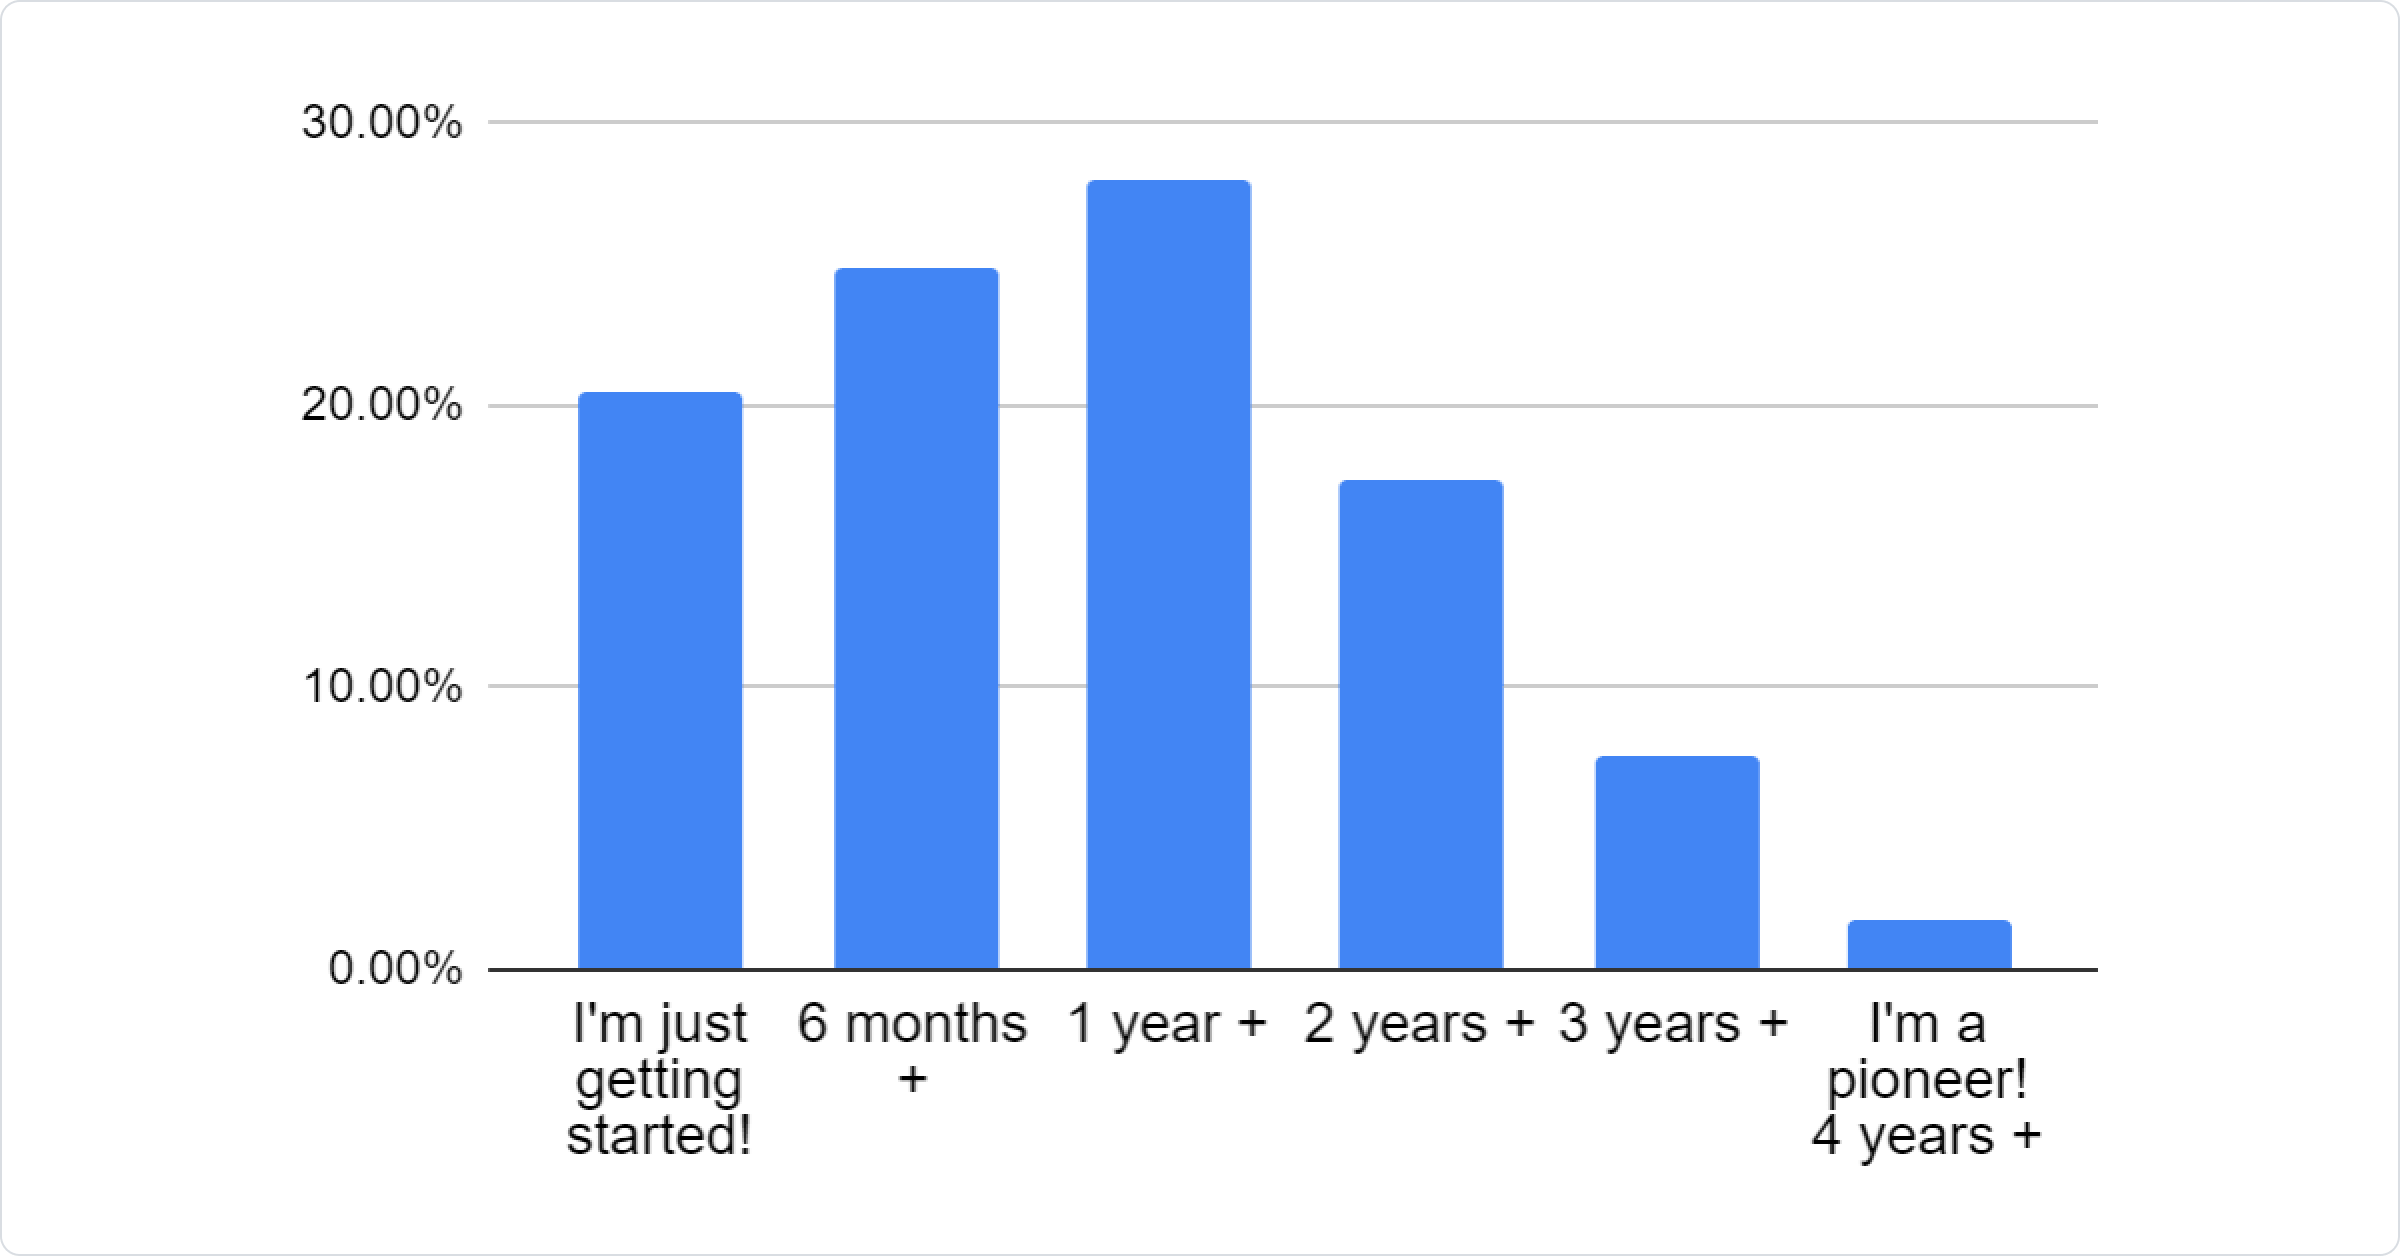 30.00%
20.00%
10.00%
0.00%
I'm just
getting
started!
6 months
+
1 year +
2 years +
3 years +
I'm a
pioneer!
4 years +